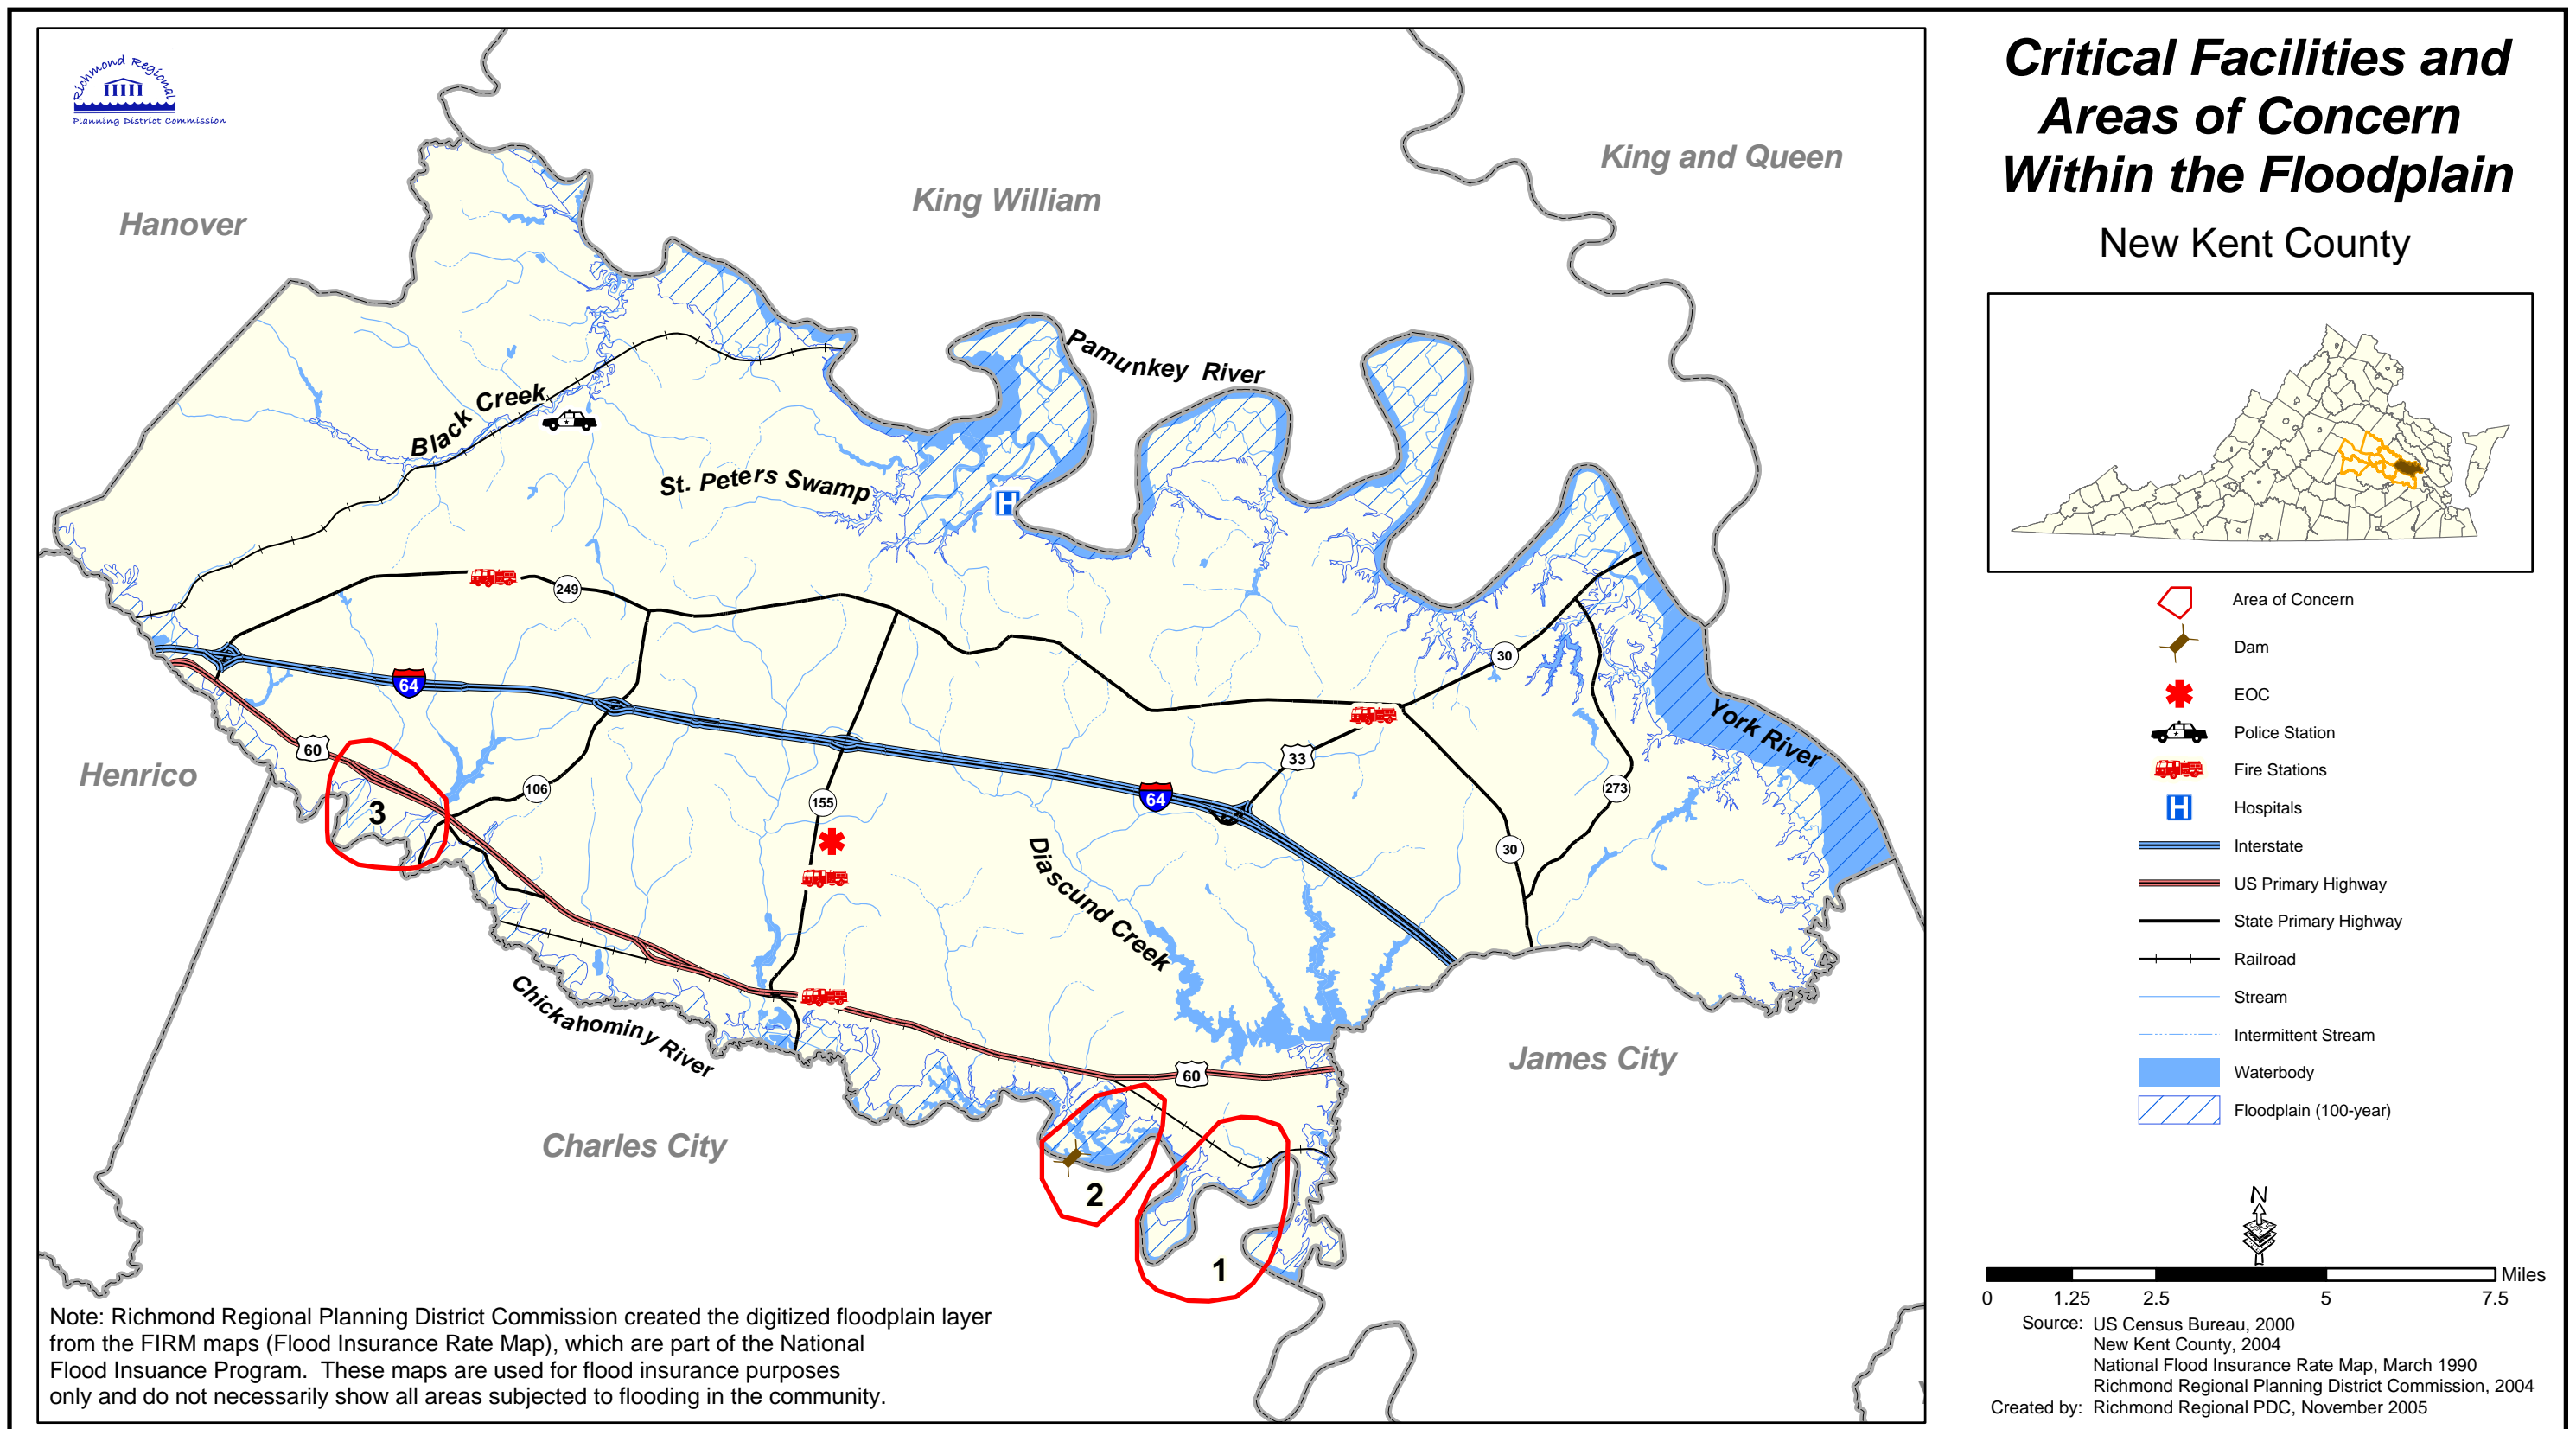 Critical Facilities and
Areas of Concern
Within the Floodplain
New Kent County
Richmond Regional
Planning District Commission
Hanover
King William
King and Queen
Henrico
Charles City
James City
Pamunkey River
Black Creek
St. Peters Swamp
York River
Diascund Creek
Chickahominy River
H
249
30
64
60
33
106
155
64
273
30
60
3
2
1
Area of Concern
Dam
EOC
Police Station
Fire Stations
H Hospitals
Interstate
US Primary Highway
State Primary Highway
Railroad
Stream
Intermittent Stream
Waterbody
Floodplain (100-year)
N
Miles
0 1.25 2.5 5 7.5
Source: US Census Bureau, 2000
New Kent County, 2004
National Flood Insurance Rate Map, March 1990
Richmond Regional Planning District Commission, 2004
Created by: Richmond Regional PDC, November 2005
Note: Richmond Regional Planning District Commission created the digitized floodplain layer
from the FIRM maps (Flood Insurance Rate Map), which are part of the National
Flood Insuance Program. These maps are used for flood insurance purposes
only and do not necessarily show all areas subjected to flooding in the community.